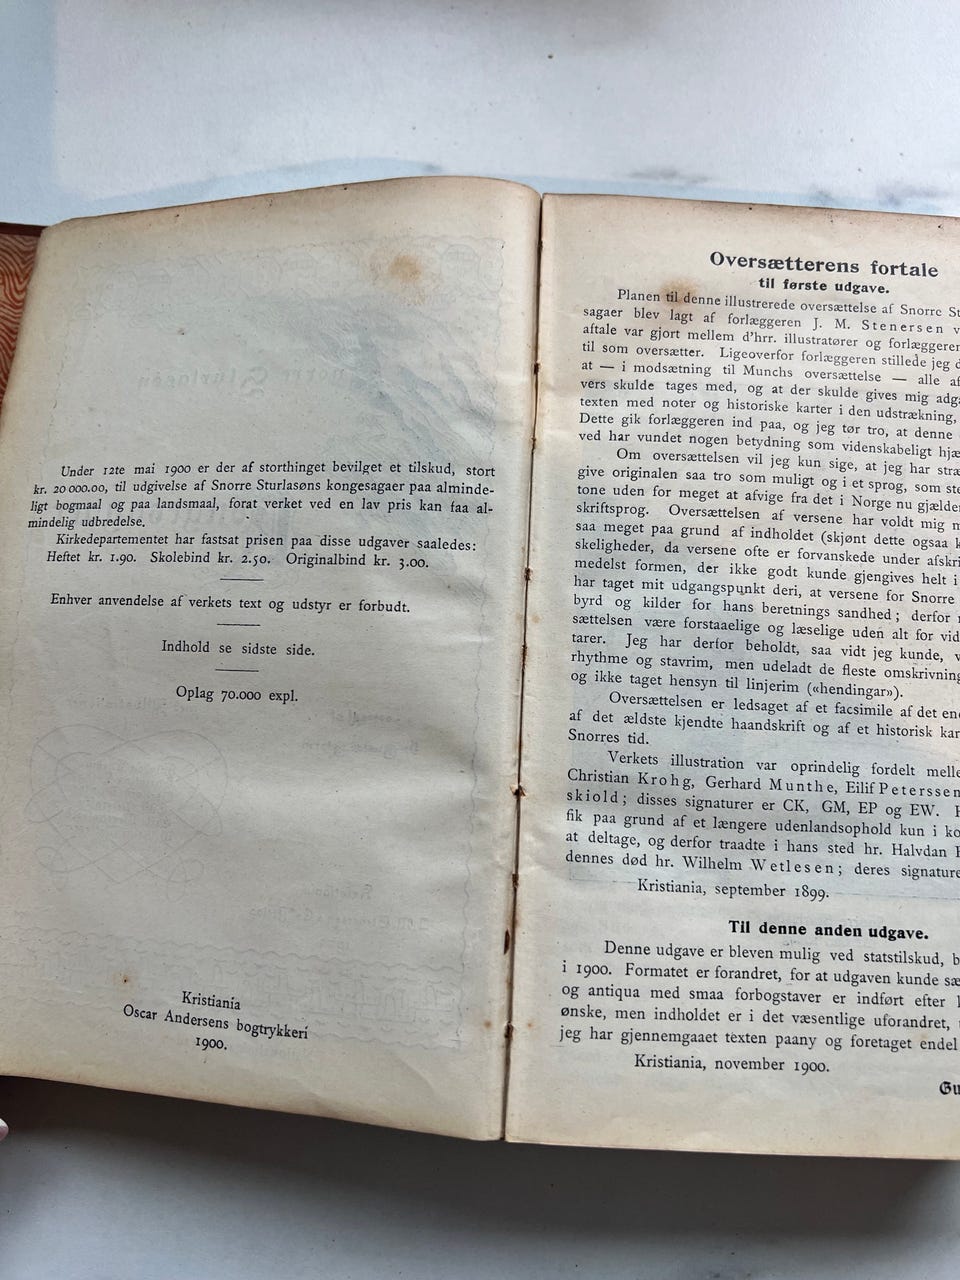 Under 12te mai 1900 er der af storthinget bevilget et tilskud, stort
kr. 20 000.00, til udgivelse af Snorre Sturlasøns kongesagaer paa alminde-
ligt bogmaal og paa landsmaal, forat verket ved en lav pris kan faa al-
mindelig udbredelse.
Kirkedepartementet har fastsat prisen paa disse udgaver saaledes:
Heftet kr. 1.90. Skolebind kr. 2.50. Originalbind kr. 3.00.
Enhver anvendelse af verkets text og udstyr er forbudt.
Indhold se sidste side.
Oplag 70.000 expl.
Kristiania
Oscar Andersens bogtrykkeri
1900.
Oversætterens fortale
til første udgave.
Planen til denne illustrerede oversættelse af Snorre
sagaer blev lagt af forlæggeren J. M. Stenersen
aftale var gjort mellem d'hrr. illustratører og forlæggeren
til som oversætter. Ligeoverfor forlæggeren stillede jeg
at — i modsætning til Munchs oversættelse — alle
vers skulde tages med, og at der skulde gives mig
texten med noter og historiske karter i den udstrækning,
Dette gik forlæggeren ind paa, og jeg tør tro, at denne
ved har vundet nogen betydning som videnskabeligt
Om oversættelsen vil jeg kun sige, at jeg har
give originalen saa tro som muligt og i et sprog, som
tone uden for meget at afvige fra det i Norge nu
skriftsprog. Oversættelsen af versene har voldt mig
saa meget paa grund af indholdet (skjønt dette ogsaa
skeligheder, da versene ofte er forvanskede under
medelst formen, der ikke godt kunde gjengives helt i
har taget mit udgangspunkt deri, at versene for Snorre
byrd og kilder for hans beretnings sandhed; derfor
sættelsen være forstaaelige og læselige uden alt for
tarer. Jeg har derfor beholdt, saa vidt jeg kunde,
rhythme og stavrim, men udeladt de fleste
og ikke taget hensyn til linjerim («hendingar»).
Oversættelsen er ledsaget af et facsimile af det
af det ældste kjendte haandskrift og af et historisk
Snorres tid.
Verkets illustration var oprindelig fordelt
Christian Krohg, Gerhard Munthe, Eilif Peterssen
skiold; disses signaturer er CK, GM, EP og EW.
fik paa grund af et længere udenlandsophold kun i
at deltage, og derfor traadte i hans sted hr. Halvdan
dennes død hr. Wilhelm Wetlesen; deres
Kristiania, september 1899.
Til denne anden udgave.
Denne udgave er bleven mulig ved statstilskud,
i 1900. Formatet er forandret, for at udgaven kunde
og antiqua med smaa forbogstaver er indført efter
ønske, men indholdet er i det væsentlige uforandret,
jeg har gjennemgaaet texten paany og foretaget endel
Kristiania, november 1900.